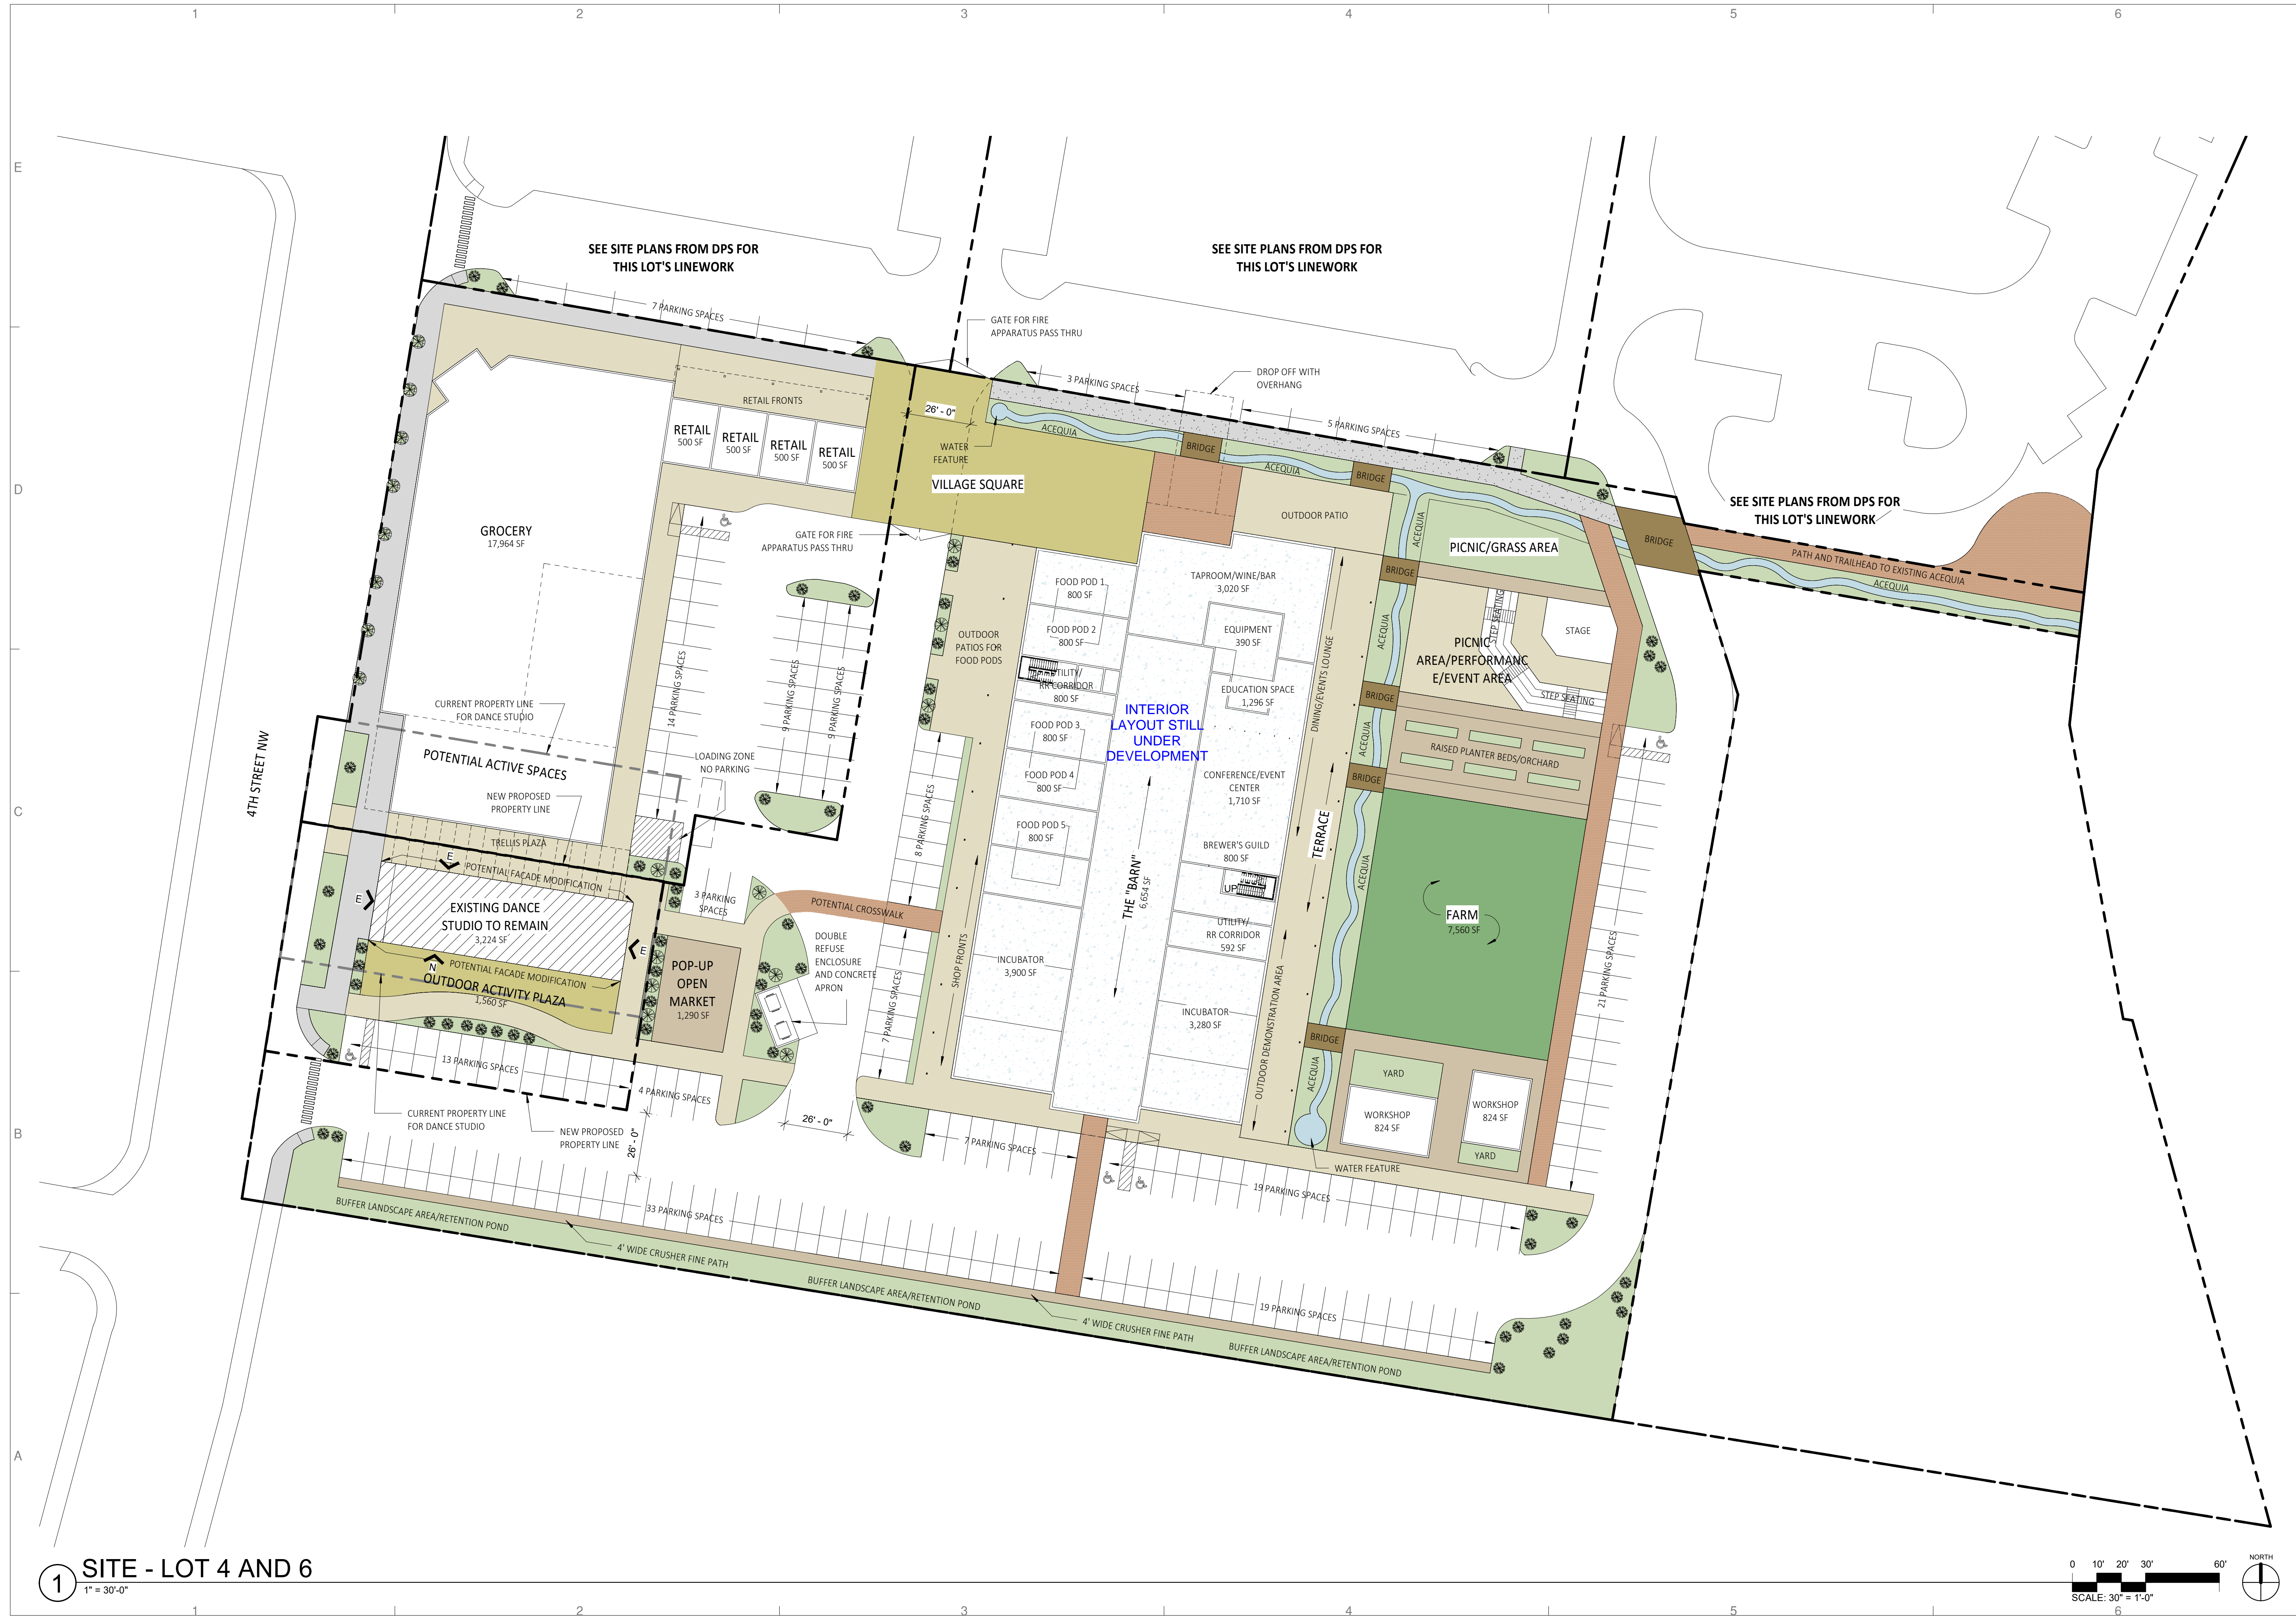 1
2
3
4
5
6
E
D
C
B
A
SEE SITE PLANS FROM DPS FOR
THIS LOT'S LINEWORK
SEE SITE PLANS FROM DPS FOR
THIS LOT'S LINEWORK
SEE SITE PLANS FROM DPS FOR
THIS LOT'S LINEWORK
7 PARKING SPACES
GATE FOR FIRE
APPARATUS PASS THRU
3 PARKING SPACES
DROP OFF WITH
OVERHANG
5 PARKING SPACES
RETAIL FRONTS
RETAIL
500 SF
RETAIL
500 SF
RETAIL
500 SF
RETAIL
500 SF
26' - 0"
WATER
FEATURE
ACEQUIA
BRIDGE
ACEQUIA
BRIDGE
VILLAGE SQUARE
OUTDOOR PATIO
ACEQUIA
PICNIC/GRASS AREA
BRIDGE
PATH AND TRAILHEAD TO EXISTING ACEQUIA
ACEQUIA
GROCERY
17,964 SF
GATE FOR FIRE
APPARATUS PASS THRU
FOOD POD 1
800 SF
FOOD POD 2
800 SF
UTILITY/
RR CORRIDOR
800 SF
FOOD POD 3
800 SF
FOOD POD 4
800 SF
FOOD POD 5
800 SF
INCUBATOR
3,900 SF
TAPROOM/WINE/BAR
3,020 SF
EQUIPMENT
390 SF
EDUCATION SPACE
1,296 SF
INTERIOR
LAYOUT STILL
UNDER
DEVELOPMENT
CONFERENCE/EVENT
CENTER
1,710 SF
BREWER'S GUILD
800 SF
UP
UTILITY/
RR CORRIDOR
592 SF
INCUBATOR
3,280 SF
THE "BARN"
6,654 SF
OUTDOOR
PATIOS FOR
FOOD PODS
DINING/EVENTS LOUNGE
TERRACE
OUTDOOR DEMONSTRATION AREA
SHOP FRONTS
BRIDGE
ACEQUIA
BRIDGE
ACEQUIA
BRIDGE
ACEQUIA
BRIDGE
ACEQUIA
STEP SEATING
STAGE
PICNIC
AREA/PERFORMANC
E/EVENT AREA
STEP SEATING
RAISED PLANTER BEDS/ORCHARD
FARM
7,560 SF
21 PARKING SPACES
YARD
WORKSHOP
824 SF
WORKSHOP
824 SF
YARD
WATER FEATURE
14 PARKING SPACES
9 PARKING SPACES
9 PARKING SPACES
8 PARKING SPACES
7 PARKING SPACES
CURRENT PROPERTY LINE
FOR DANCE STUDIO
POTENTIAL ACTIVE SPACES
LOADING ZONE
NO PARKING
NEW PROPOSED
PROPERTY LINE
4TH STREET NW
TRELLIS PLAZA
E
POTENTIAL FACADE MODIFICATION
E
EXISTING DANCE
STUDIO TO REMAIN
3,224 SF
E
N
POTENTIAL FACADE MODIFICATION
OUTDOOR ACTIVITY PLAZA
1,560 SF
3 PARKING
SPACES
POTENTIAL CROSSWALK
DOUBLE
REFUSE
ENCLOSURE
AND CONCRETE
APRON
POP-UP
OPEN
MARKET
1,290 SF
13 PARKING SPACES
4 PARKING SPACES
CURRENT PROPERTY LINE
FOR DANCE STUDIO
NEW PROPOSED
PROPERTY LINE
26' - 0"
26' - 0"
7 PARKING SPACES
19 PARKING SPACES
33 PARKING SPACES
19 PARKING SPACES
BUFFER LANDSCAPE AREA/RETENTION POND
4' WIDE CRUSHER FINE PATH
BUFFER LANDSCAPE AREA/RETENTION POND
4' WIDE CRUSHER FINE PATH
BUFFER LANDSCAPE AREA/RETENTION POND
1
SITE - LOT 4 AND 6
1" = 30'-0"
0 10' 20' 30' 60'
SCALE: 30" = 1'-0"
NORTH
1
2
3
4
5
6